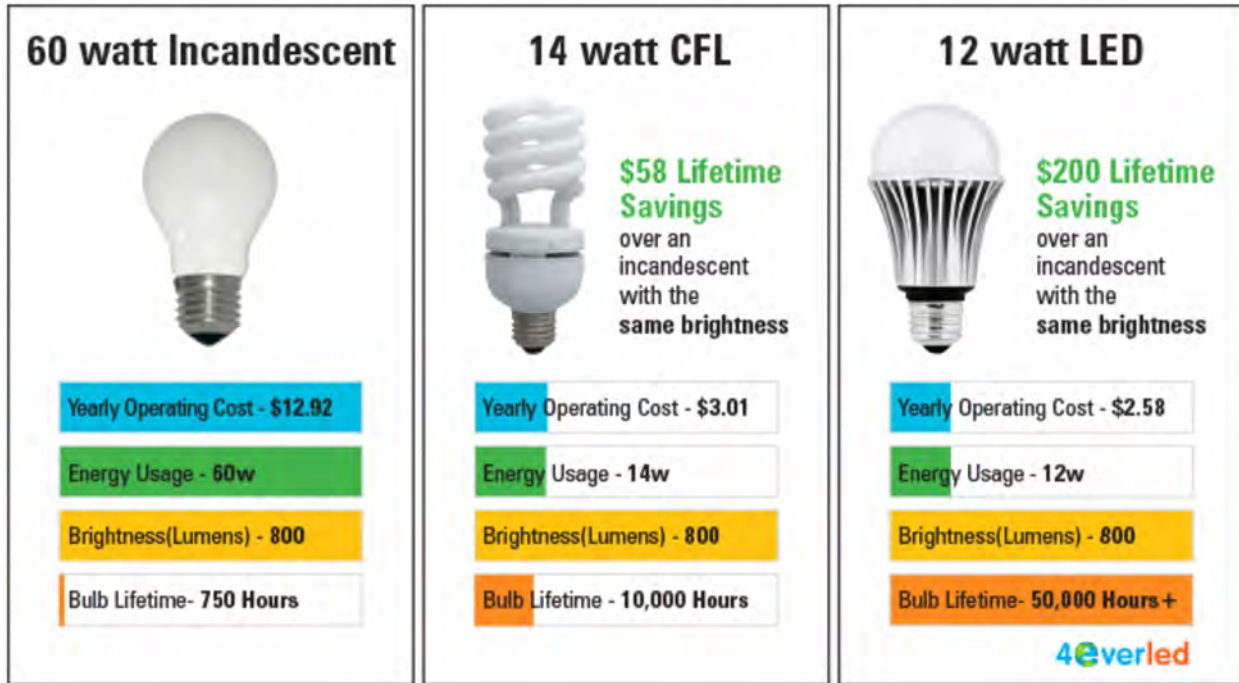 60 watt Incandescent
Yearly Operating Cost - $12.92
Energy Usage - 60w
Brightness(Lumens) - 800
Bulb Lifetime- 750 Hours
14 watt CFL
$58 Lifetime
Savings
over an
incandescent
with the
same brightness
Yearly Operating Cost - $3.01
Energy Usage - 14w
Brightness(Lumens) - 800
Bulb Lifetime - 10,000 Hours
12 watt LED
$200 Lifetime
Savings
over an
incandescent
with the
same brightness
Yearly Operating Cost - $2.58
Energy Usage - 12w
Brightness(Lumens) - 800
Bulb Lifetime- 50,000 Hours+
4everled